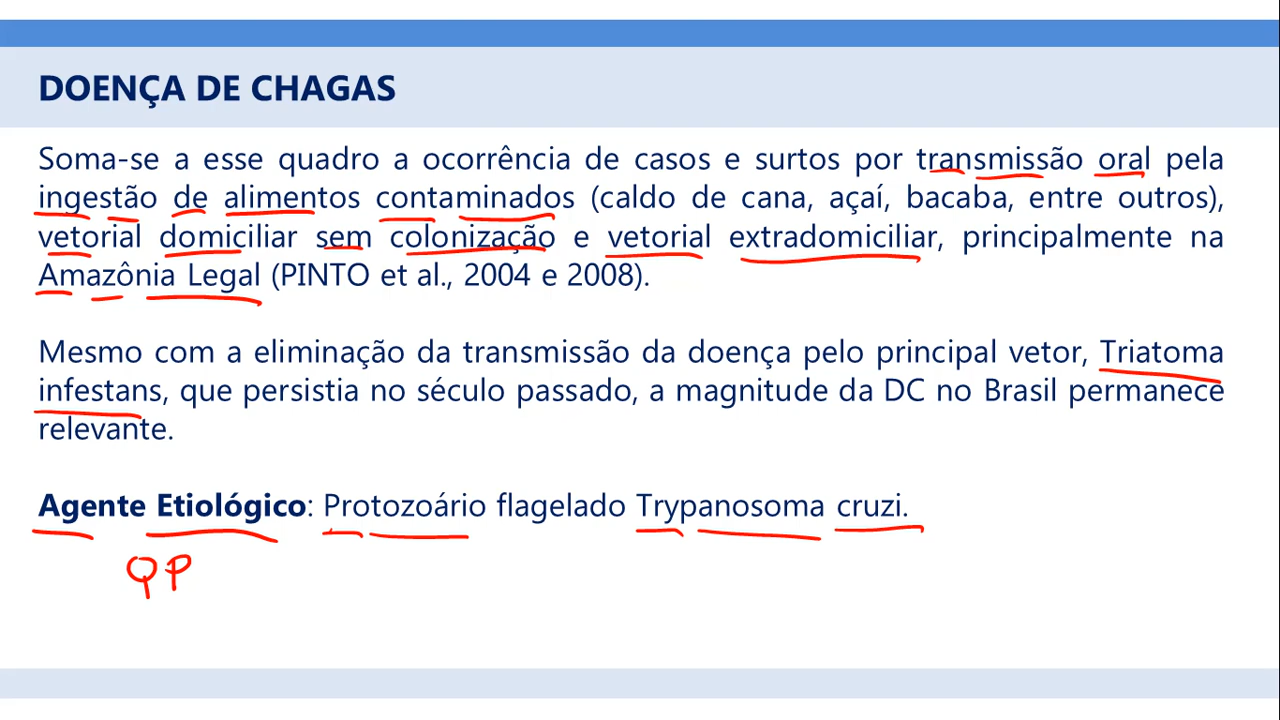 DOENÇA DE CHAGAS
Soma-se a esse quadro a ocorrência de casos e surtos por transmissão oral pela
ingestão de alimentos contaminados (caldo de cana, açaí, bacaba, entre outros),
vetorial domiciliar sem colonização e vetorial extradomiciliar, principalmente na
Amazônia Legal (PINTO et al., 2004 e 2008).
Mesmo com a eliminação da transmissão da doença pelo principal vetor, Triatoma
infestans, que persistia no século passado, a magnitude da DC no Brasil permanece
relevante.
Agente Etiológico: Protozoário flagelado Trypanosoma cruzi.
QP